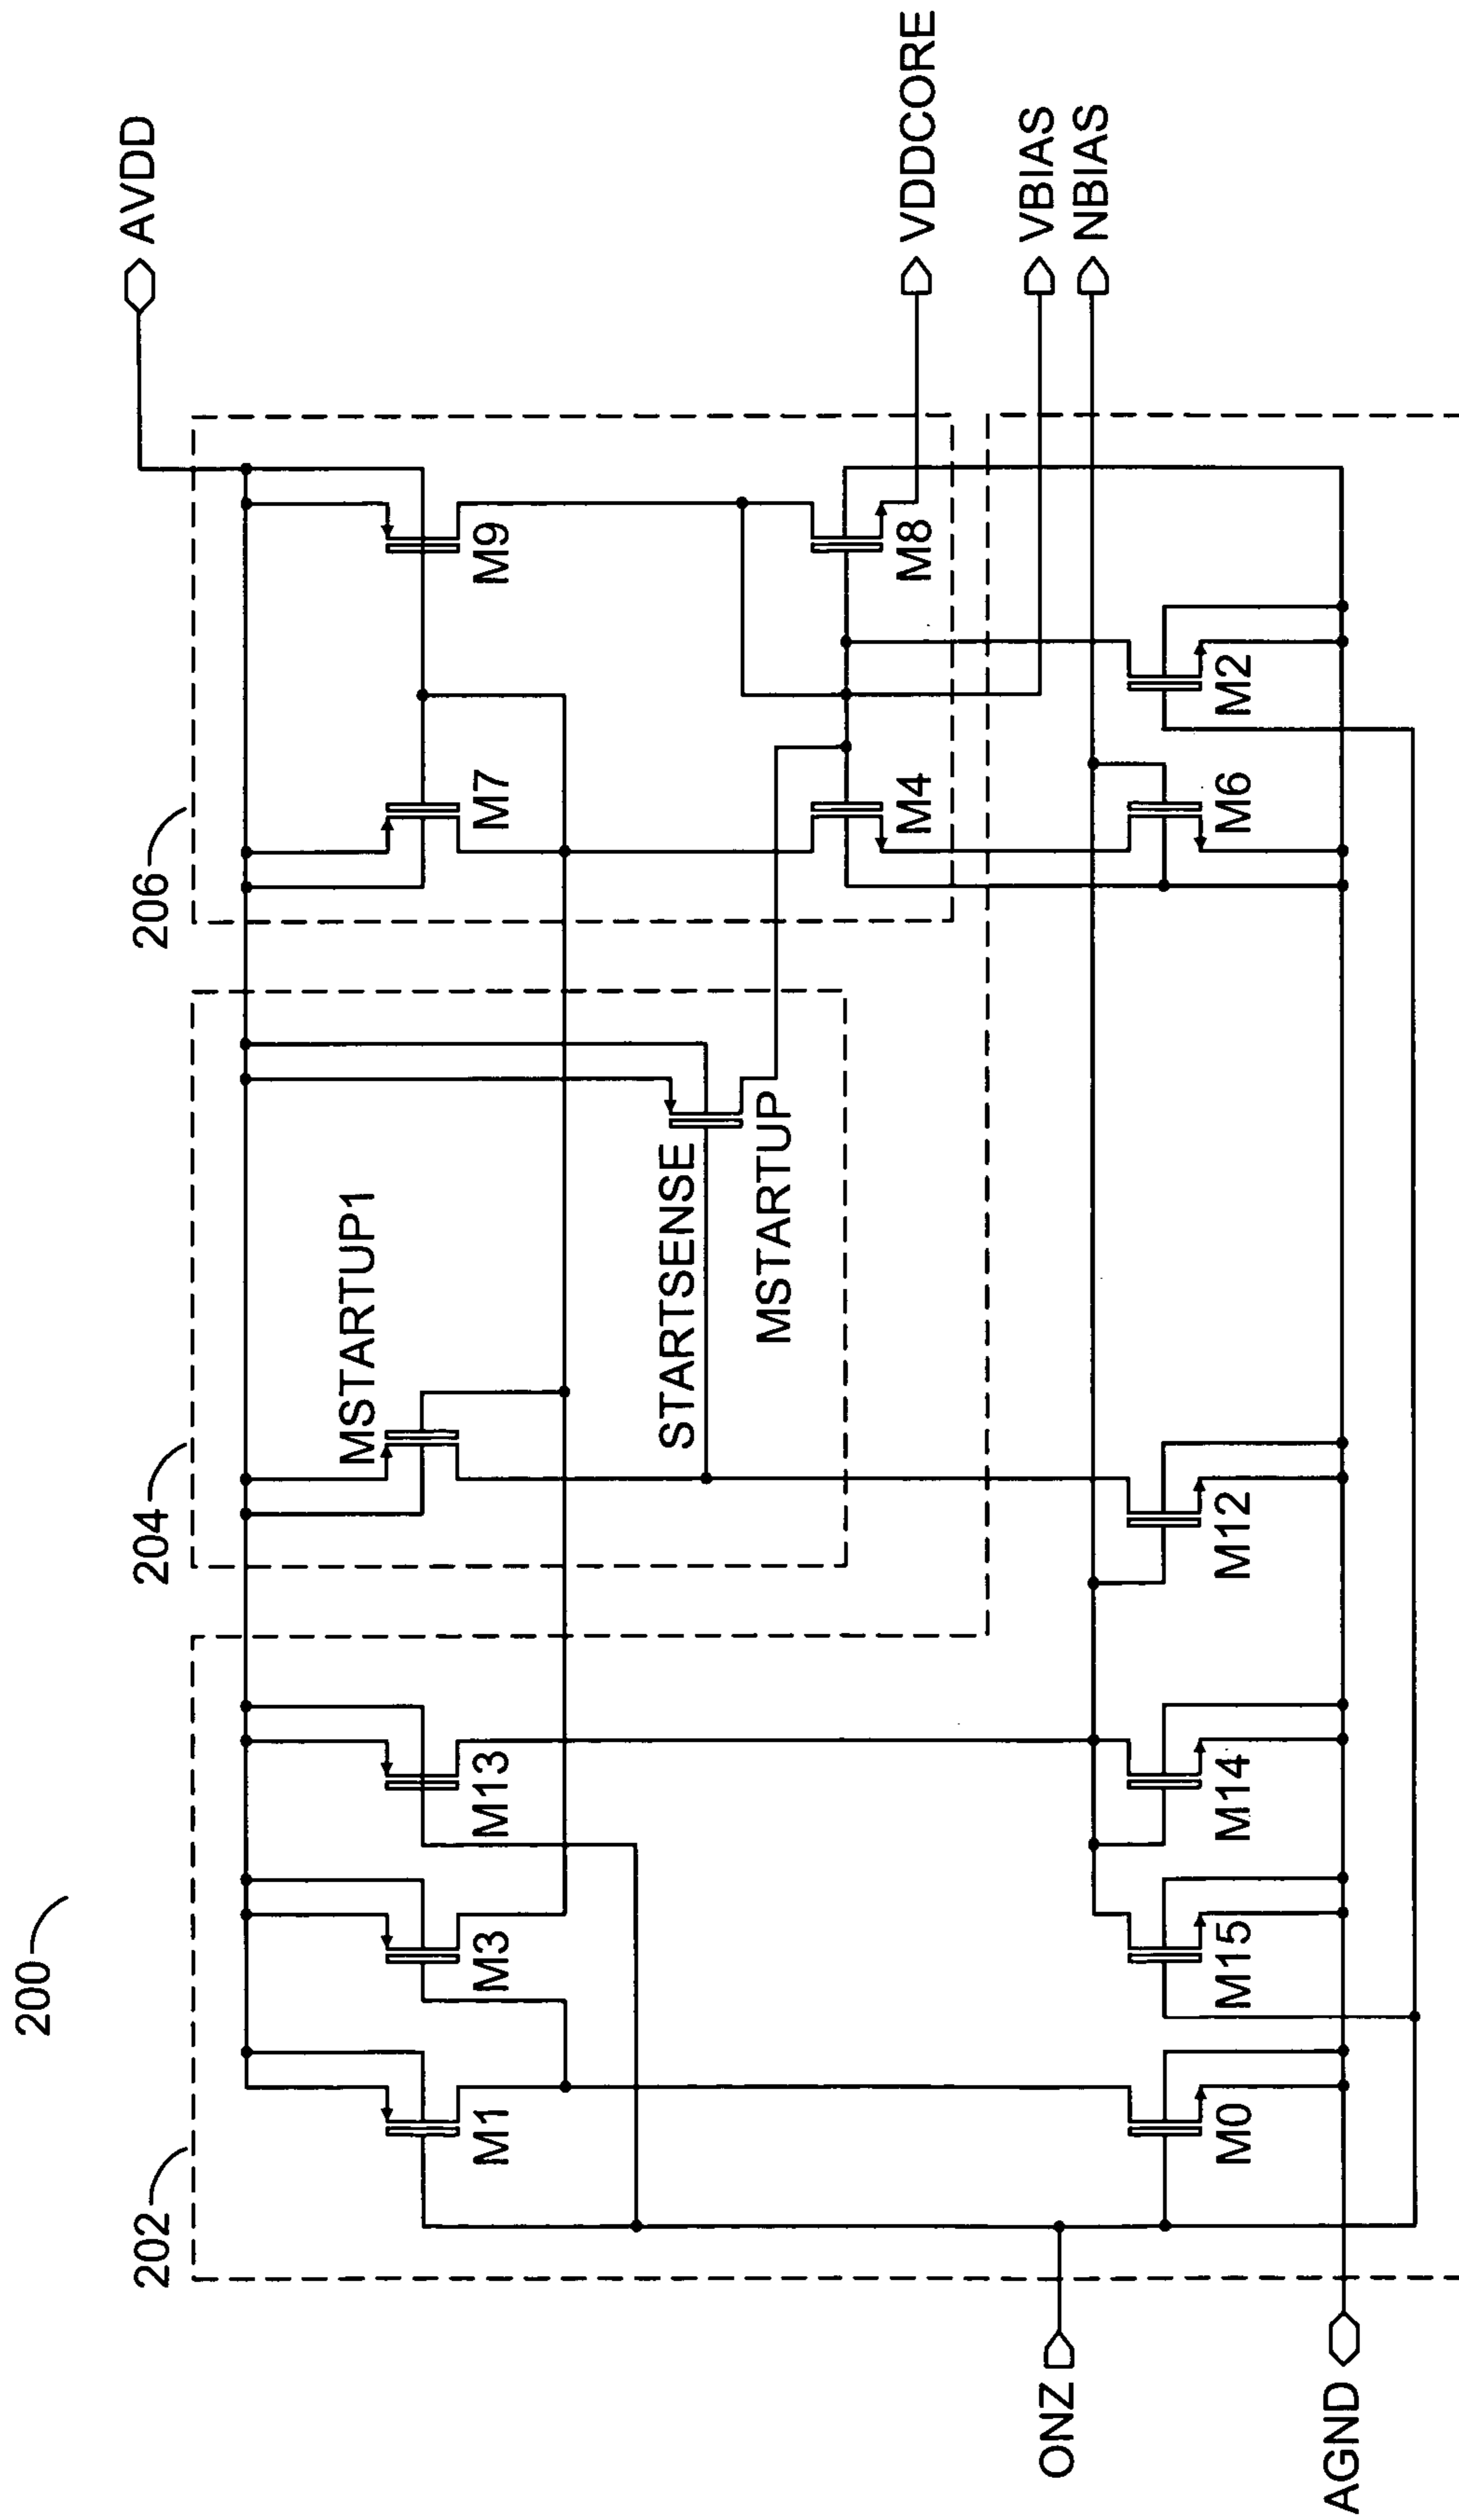 200
202
204
206
AVDD
M1
M3
M13
MSTARTUP1
M7
M9
STARTSENSE
MSTARTUP
M4
M8
VDDCORE
VBIAS
NBIAS
ONZ
M0
M15
M14
M12
M6
M2
AGND